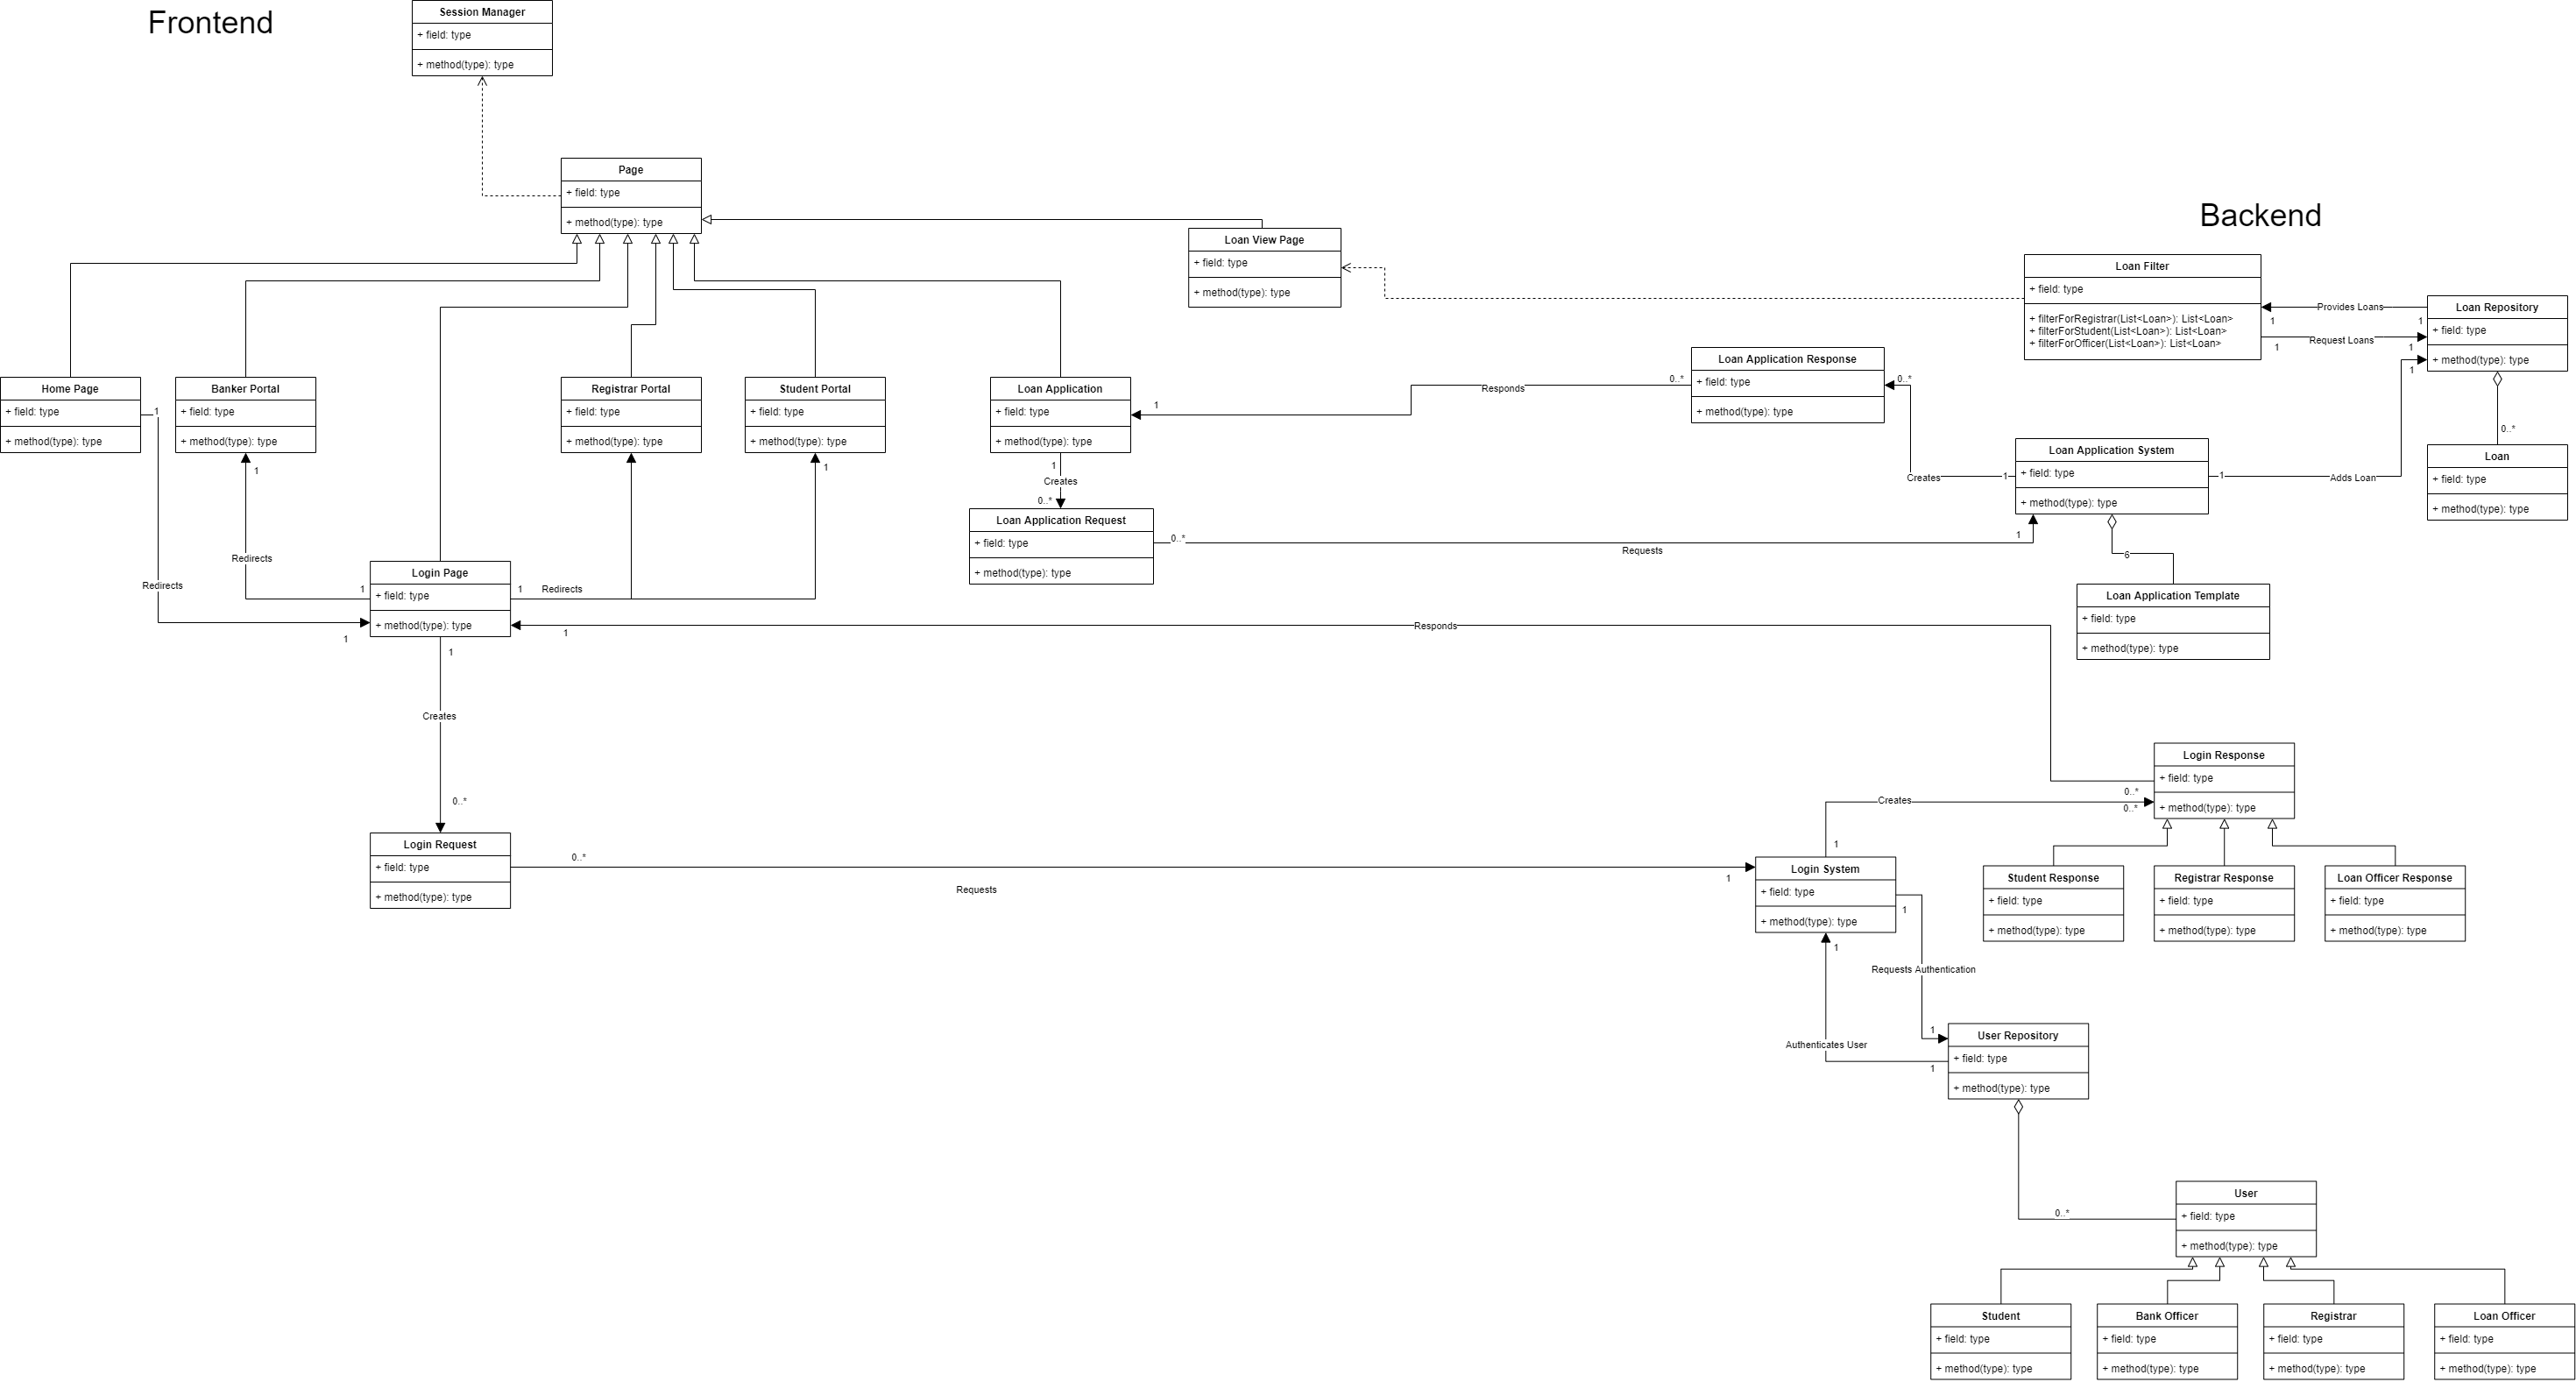 Frontend
Session Manager
+ field: type
+ method(type): type
Page
+ field: type
+ method(type): type
Backend
Loan View Page
+ field: type
+ method(type): type
Loan Filter
+ field: type
+ filterForRegistrar(List<Loan>): List<Loan>
+ filterForStudent(List<Loan>): List<Loan>
+ filterForOfficer(List<Loan>): List<Loan>
Provides Loans
1
1
Request Loans
1
1
Loan Repository
+ field: type
+ method(type): type
1
0..*
Loan
+ field: type
+ method(type): type
Home Page
+ field: type
+ method(type): type
1
Redirects
1
Banker Portal
+ field: type
+ method(type): type
1
Redirects
1
Registrar Portal
+ field: type
+ method(type): type
Student Portal
+ field: type
+ method(type): type
1
Loan Application
+ field: type
+ method(type): type
1
Responds
0..*
Loan Application Response
+ field: type
+ method(type): type
0..*
Creates
1
Loan Application System
+ field: type
+ method(type): type
1
Adds Loan
1
Creates
0..*
Loan Application Request
+ field: type
+ method(type): type
0..*
Requests
1
6
Loan Application Template
+ field: type
+ method(type): type
Login Page
+ field: type
+ method(type): type
1
Redirects
1
Responds
1
Creates
0..*
Login Request
+ field: type
+ method(type): type
0..*
Requests
1
Login Response
+ field: type
+ method(type): type
0..*
0..*
Creates
1
Login System
+ field: type
+ method(type): type
1
1
Student Response
+ field: type
+ method(type): type
Registrar Response
+ field: type
+ method(type): type
Loan Officer Response
+ field: type
+ method(type): type
Requests Authentication
1
Authenticates User
1
User Repository
+ field: type
+ method(type): type
0..*
User
+ field: type
+ method(type): type
Student
+ field: type
+ method(type): type
Bank Officer
+ field: type
+ method(type): type
Registrar
+ field: type
+ method(type): type
Loan Officer
+ field: type
+ method(type): type